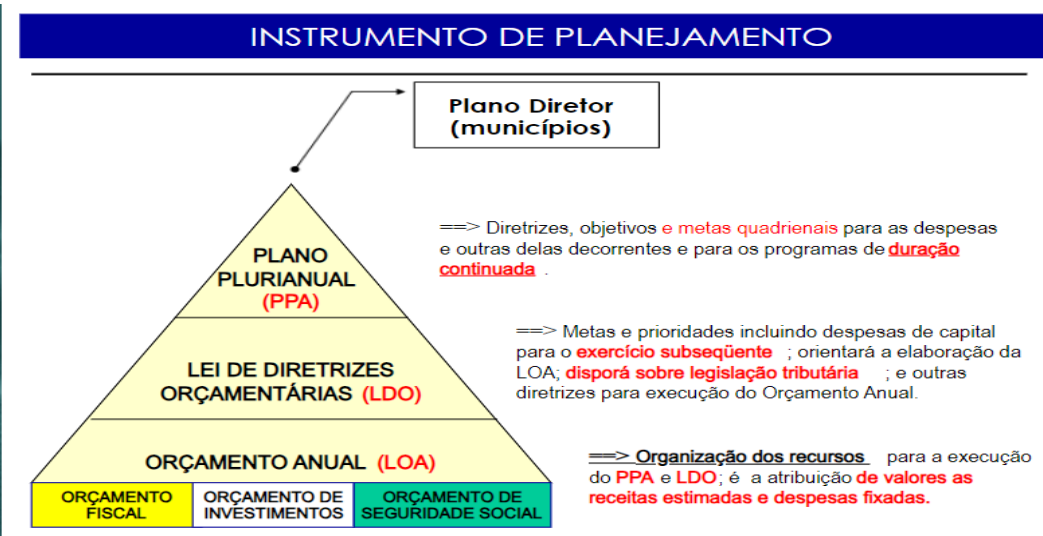 INSTRUMENTO DE PLANEJAMENTO
Plano Diretor
(municípios)
PLANO
PLURIANUAL
(PPA)
==> Diretrizes, objetivos e metas quadrienais para as despesas
e outras delas decorrentes e para os programas de duração
continuada .
LEI DE DIRETRIZES
ORÇAMENTÁRIAS (LDO)
==> Metas e prioridades incluindo despesas de capital
para o exercício subseqüente ; orientará a elaboração da
LOA; disporá sobre legislação tributária ; e outras
diretrizes para execução do Orçamento Anual.
ORÇAMENTO ANUAL (LOA)
==> Organização dos recursos para a execução
do PPA e LDO; é a atribuição de valores as
receitas estimadas e despesas fixadas.
ORÇAMENTO
FISCAL
ORÇAMENTO DE
INVESTIMENTOS
ORÇAMENTO DE
SEGURIDADE SOCIAL